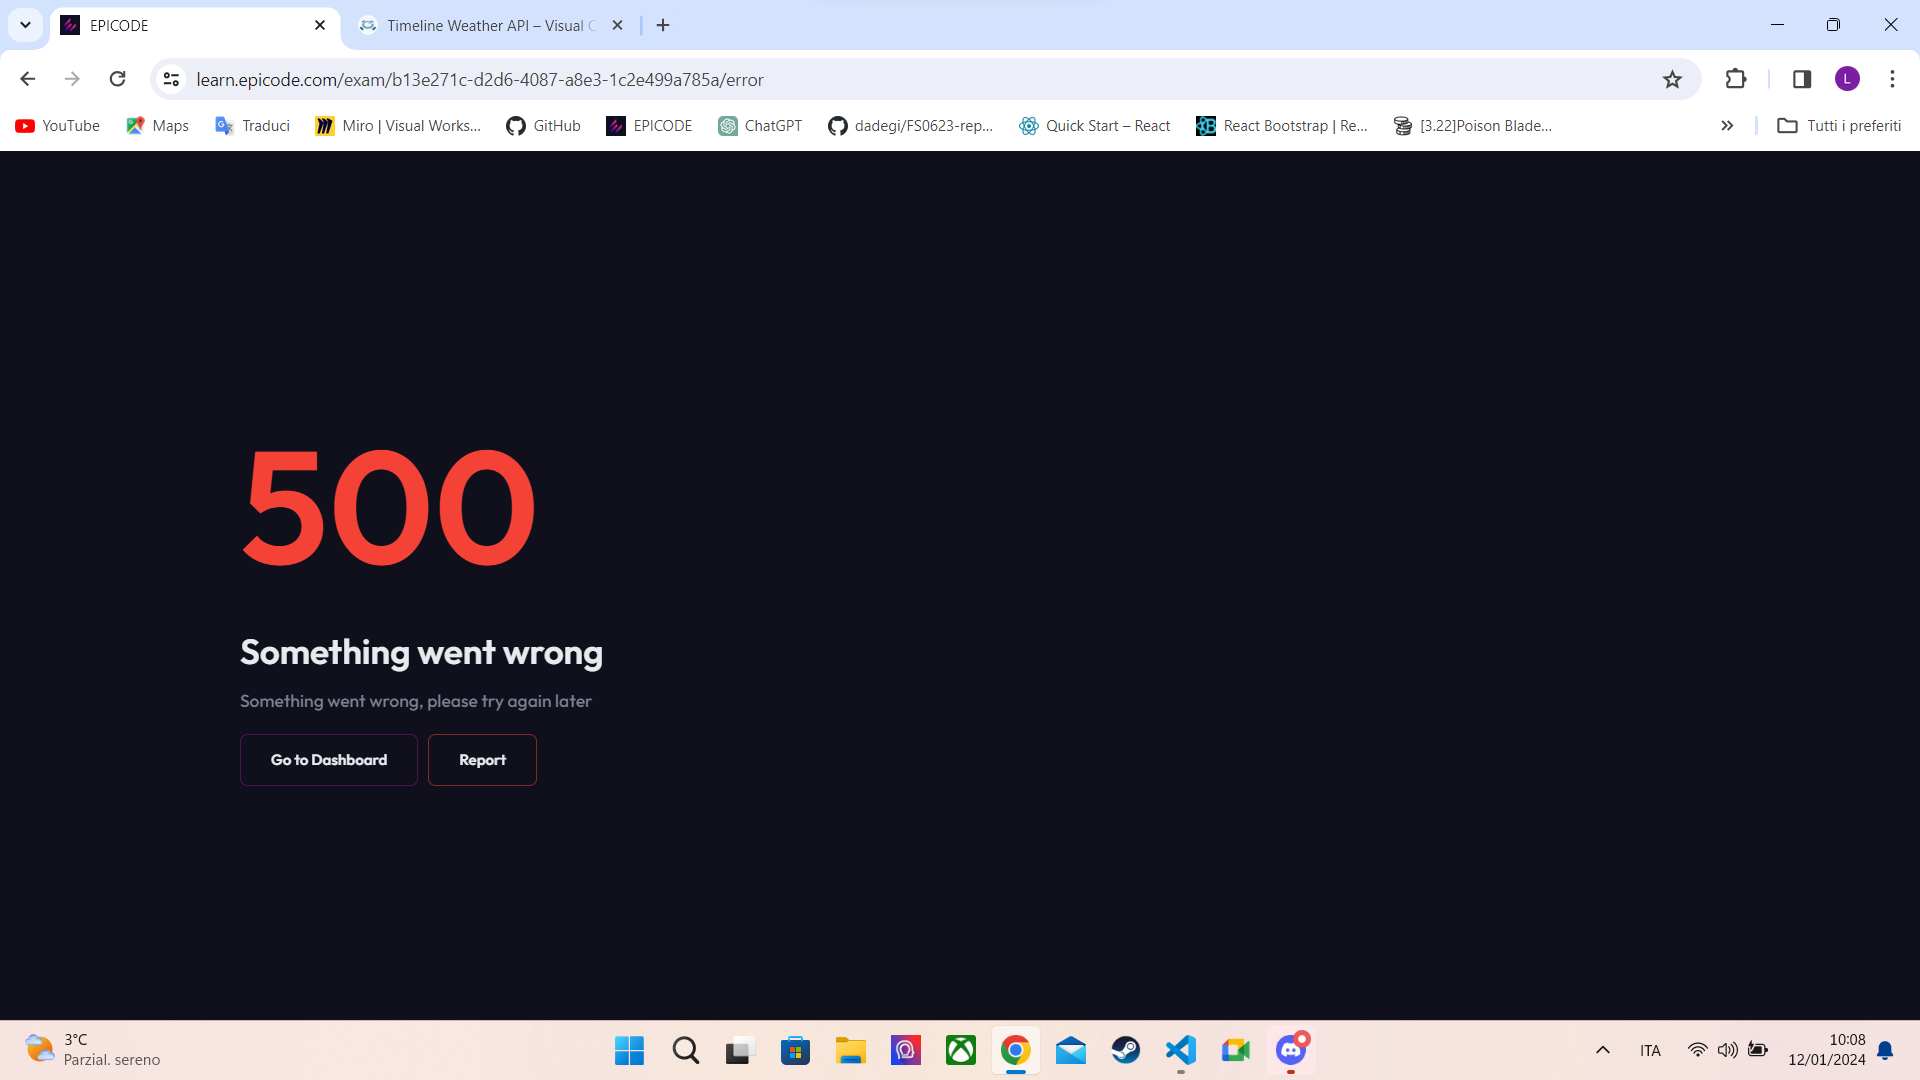 EPICODE
Timeline Weather API – Visual C
learn.epicode.com/exam/b13e271c-d2d6-4087-a8e3-1c2e499a785a/error
L
YouTube
Maps
Traduci
Miro | Visual Works...
GitHub
EPICODE
ChatGPT
dadegi/FS0623-rep...
Quick Start – React
React Bootstrap | Re...
[3.22]Poison Blade...
Tutti i preferiti
500
Something went wrong
Something went wrong, please try again later
Go to Dashboard
Report
3°C
Parzial. sereno
ITA
10:08
12/01/2024